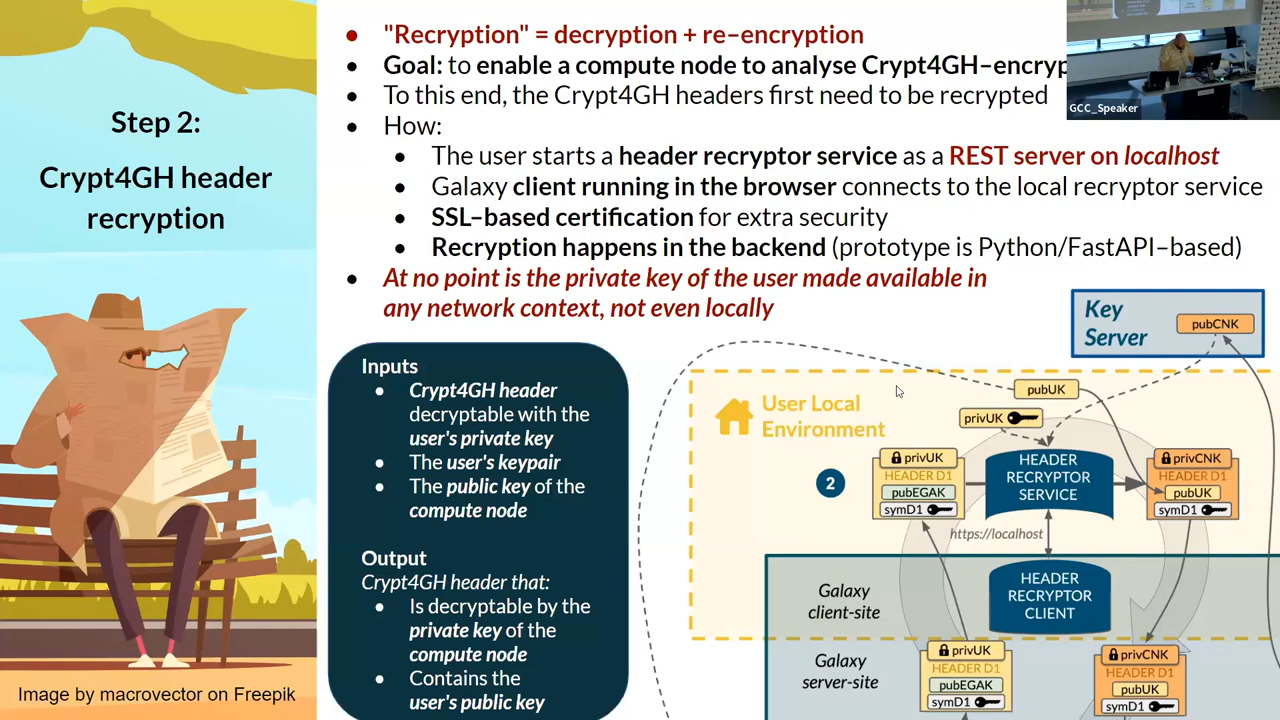 Step 2:
Crypt4GH header
recryption
Image by macrovector on Freepik
"Recryption" = decryption + re-encryption
Goal: to enable a compute node to analyse Crypt4GH-encryp
To this end, the Crypt4GH headers first need to be recrypted
How:
The user starts a header recryptor service as a REST server on localhost
Galaxy client running in the browser connects to the local recryptor service
SSL-based certification for extra security
Recryption happens in the backend (prototype is Python/FastAPI-based)
At no point is the private key of the user made available in
any network context, not even locally
GCC_Speaker
Inputs
Crypt4GH header
decryptable with the
user's private key
The user's keypair
The public key of the
compute node
Output
Crypt4GH header that:
Is decryptable by the
private key of the
compute node
Contains the
user's public key
Key
Server
pubCNK
User Local
Environment
pubUK
privUK
2
privUK
HEADER D1
pubEGAK
symD1
HEADER
RECRYPTOR
SERVICE
privCNK
HEADER D1
pubUK
symD1
https://localhost
Galaxy
client-site
HEADER
RECRYPTOR
CLIENT
Galaxy
server-site
privUK
HEADER D1
pubEGAK
symD1
privCNK
HEADER D1
pubUK
symD1